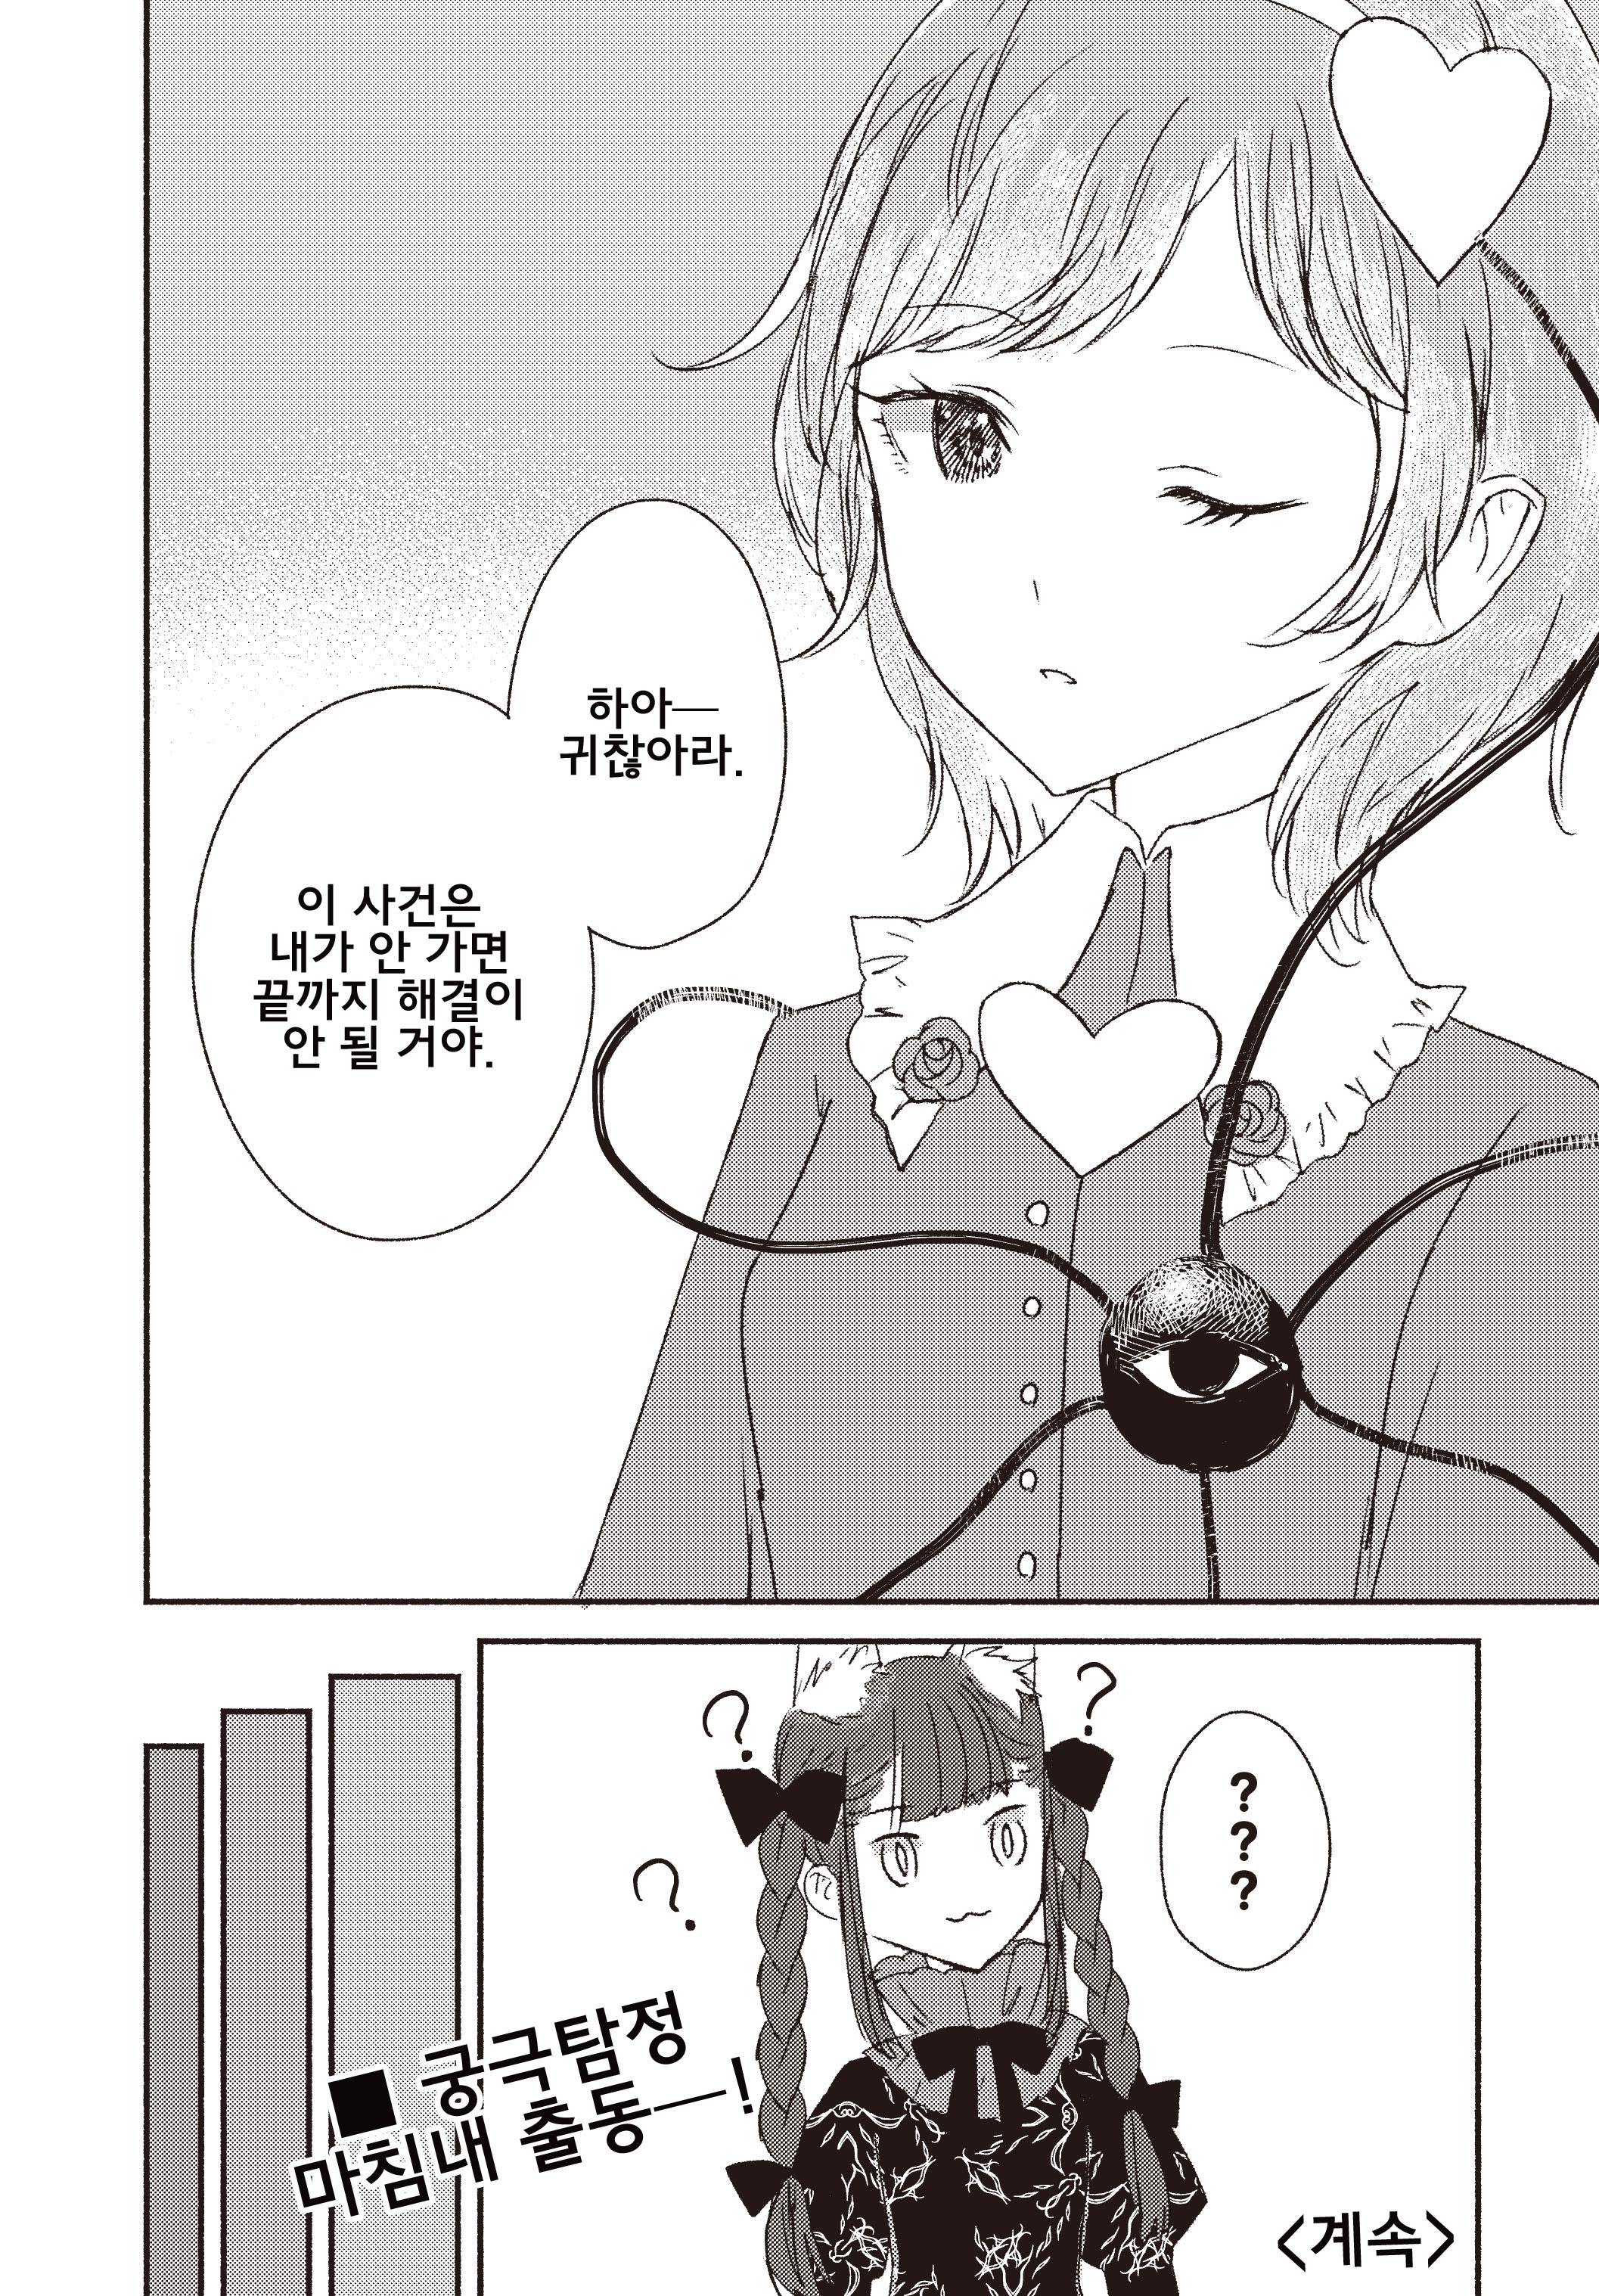 하아―
귀찮아라.
이 사건은
내가 안 가면
끝까지 해결이
안 될 거야.
?
?
?
?
?
?
■ 궁극탐정
마침내 출동―!
<계속>